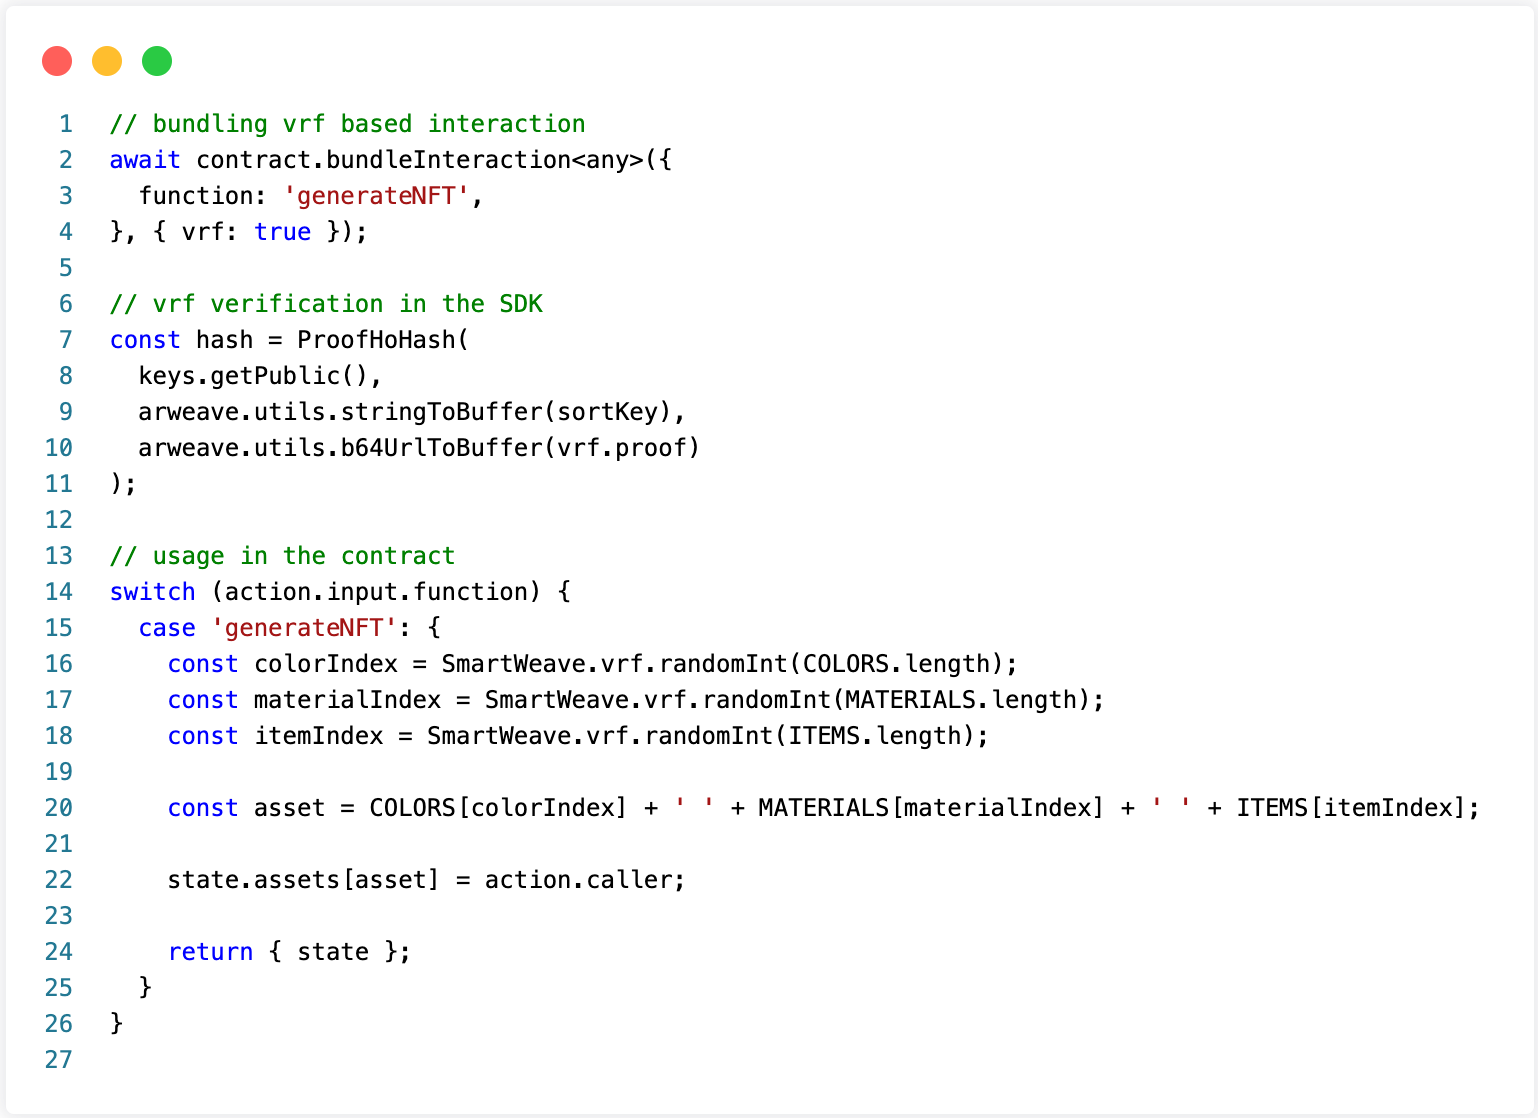 1 // bundling vrf based interaction
2 await contract.bundleInteraction<any>({
3   function: 'generateNFT',
4 }, { vrf: true });
5
6 // vrf verification in the SDK
7 const hash = ProofHoHash(
8   keys.getPublic(),
9   arweave.utils.stringToBuffer(sortKey),
10   arweave.utils.b64UrlToBuffer(vrf.proof)
11 );
12
13 // usage in the contract
14 switch (action.input.function) {
15   case 'generateNFT': {
16     const colorIndex = SmartWeave.vrf.randomInt(COLORS.length);
17     const materialIndex = SmartWeave.vrf.randomInt(MATERIALS.length);
18     const itemIndex = SmartWeave.vrf.randomInt(ITEMS.length);
19
20     const asset = COLORS[colorIndex] + ' ' + MATERIALS[materialIndex] + ' ' + ITEMS[itemIndex];
21
22     state.assets[asset] = action.caller;
23
24     return { state };
25   }
26 }
27